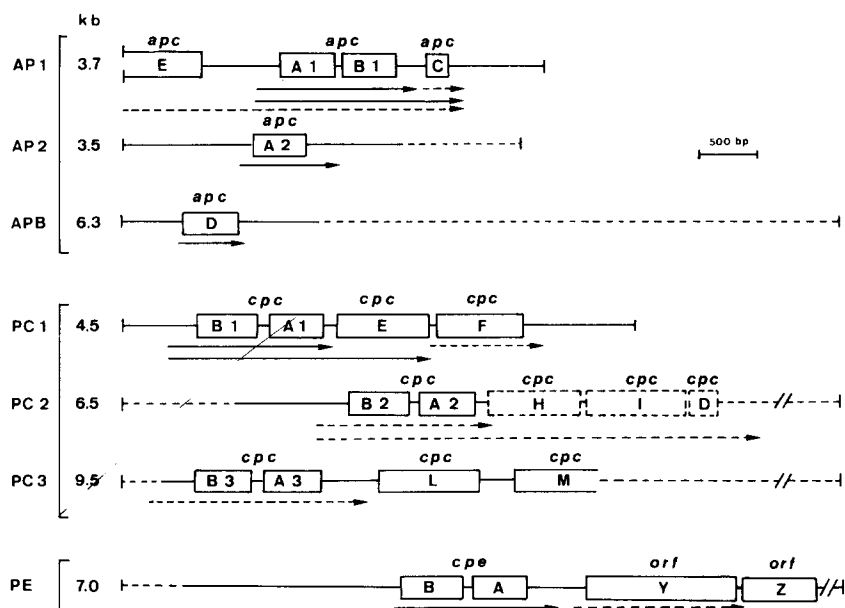 kb
apc apc apc
AP1 3.7 E A1 B1 C
apc
AP2 3.5 A2
500 bp
apc
APB 6.3 D
cpc cpc cpc
PC1 4.5 B1 A1 E F
cpc cpc cpc cpc
PC2 6.5 B2 A2 H I D
cpc cpc cpc
PC3 9.5 B3 A3 L M
cpe orf orf
PE 7.0 B A Y Z